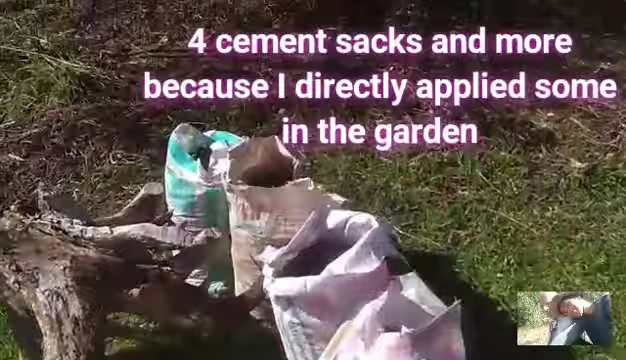 4 cement sacks and more
because I directly applied some
in the garden